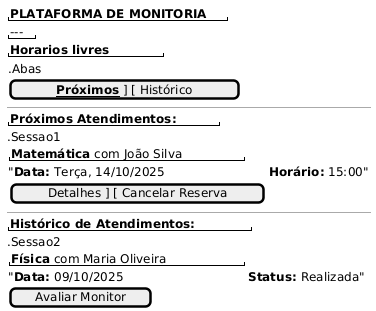 PLATAFORMA DE MONITORIA
---
Horarios livres
.Abas
Próximos ] [ Histórico
Próximos Atendimentos:
.Sessao1
Matemática com João Silva
"Data: Terça, 14/10/2025 Horário: 15:00"
Detalhes ] [ Cancelar Reserva
Histórico de Atendimentos:
.Sessao2
Física com Maria Oliveira
"Data: 09/10/2025 Status: Realizada"
Avaliar Monitor